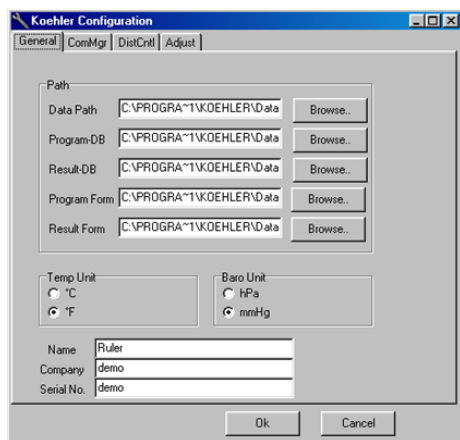 Koehler Configuration
General ComMgr DistCntl Adjust
Path
Data Path C:\PROGRA~1\KOEHLER\Data Browse..
Program-DB C:\PROGRA~1\KOEHLER\Data Browse..
Result-DB C:\PROGRA~1\KOEHLER\Data Browse..
Program Form C:\PROGRA~1\KOEHLER\Data Browse..
Result Form C:\PROGRA~1\KOEHLER\Data Browse..
Temp Unit Baro Unit
°C hPa
°F mmHg
Name Ruler
Company demo
Serial No. demo
Ok Cancel